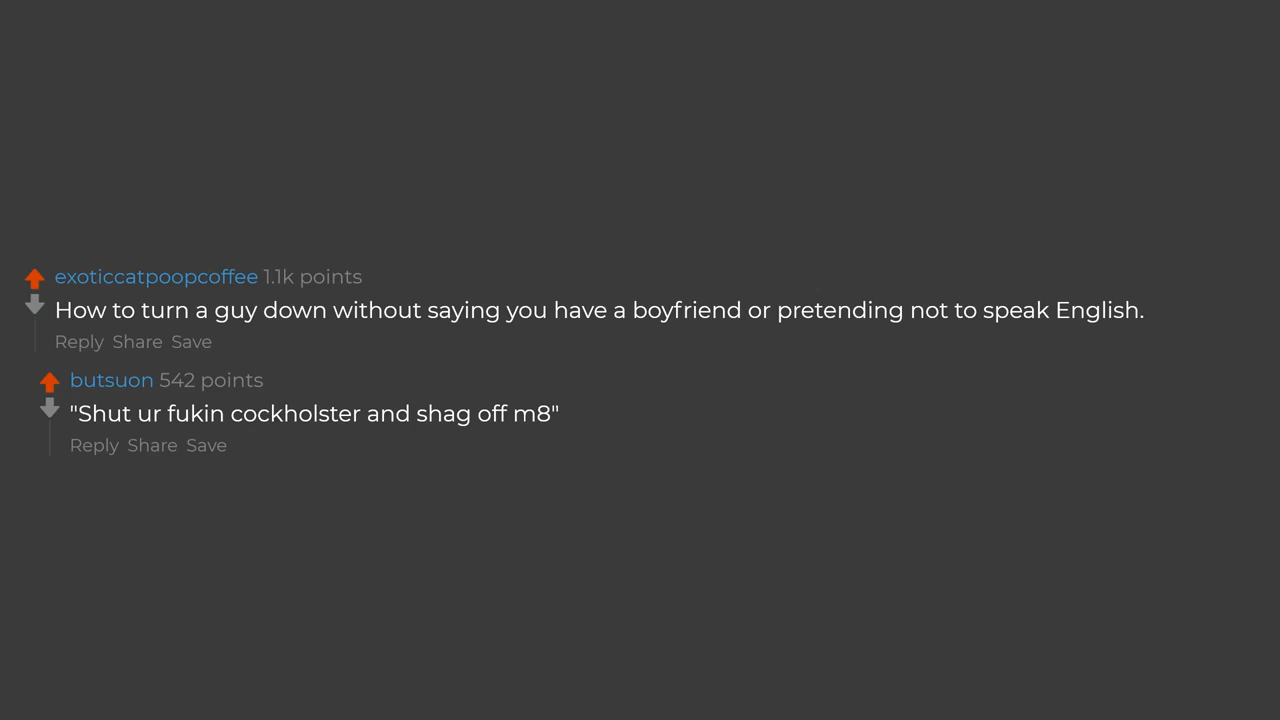 exoticcatpoopcoffee 1.1k points
How to turn a guy down without saying you have a boyfriend or pretending not to speak English.
Reply Share Save
butsuon 542 points
"Shut ur fukin cockholster and shag off m8"
Reply Share Save